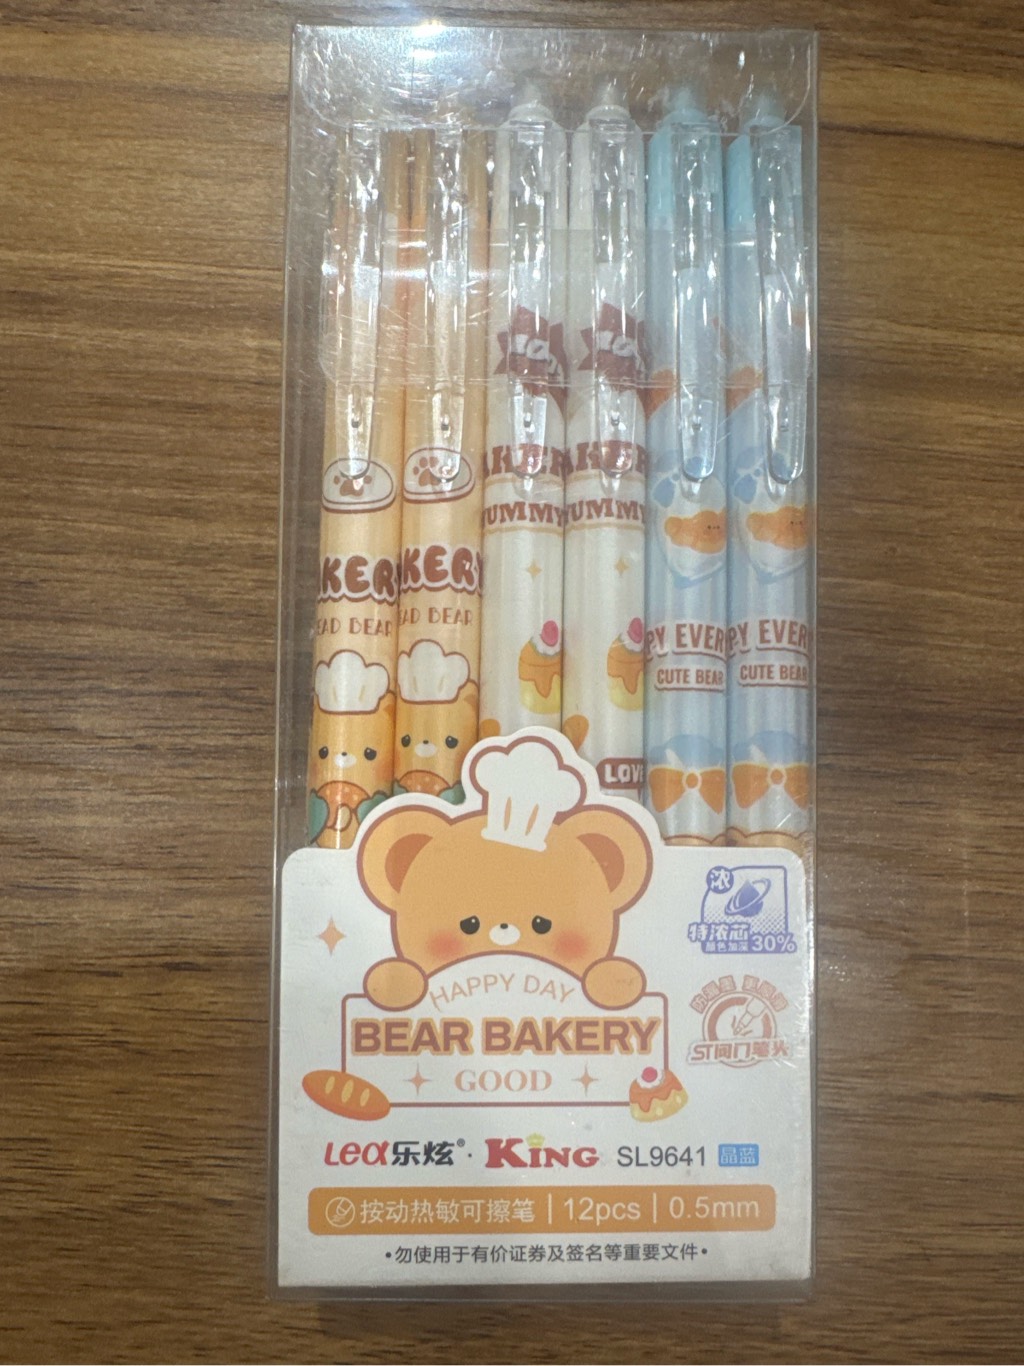 KER
KERY
EAD BEAR
EAD BEAR
AKER
AKER
YUMMY
YUMMY
PY EVER
PY EVER
CUTE BEAR
CUTE BEAR
LOVE
浓
特浓芯
颜色加深30%
ST阀门笔头
HAPPY DAY
BEAR BAKERY
GOOD
Lea乐炫®·KING SL9641 晶蓝
按动热敏可擦笔 | 12pcs | 0.5mm
•勿使用于有价证券及签名等重要文件•